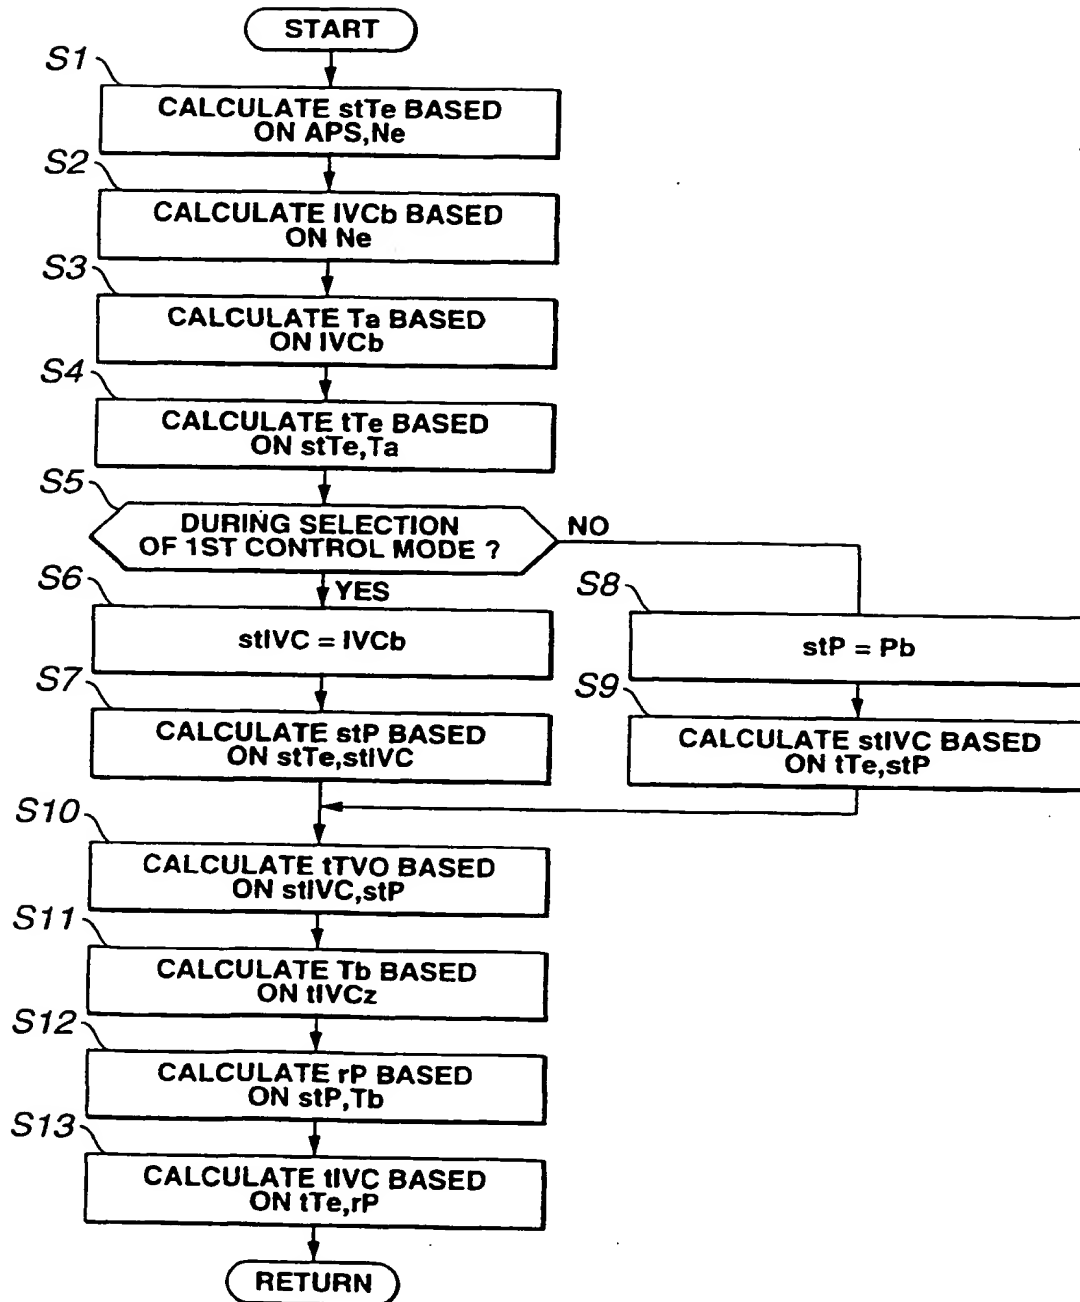 START
S1
CALCULATE stTe BASED
ON APS,Ne
S2
CALCULATE IVCb BASED
ON Ne
S3
CALCULATE Ta BASED
ON IVCb
S4
CALCULATE tTe BASED
ON stTe,Ta
S5
DURING SELECTION
OF 1ST CONTROL MODE ?
NO
YES
S6
stIVC = IVCb
S7
CALCULATE stP BASED
ON stTe,stIVC
S8
stP = Pb
S9
CALCULATE stIVC BASED
ON tTe,stP
S10
CALCULATE tTVO BASED
ON stIVC,stP
S11
CALCULATE Tb BASED
ON tIVCz
S12
CALCULATE rP BASED
ON stP,Tb
S13
CALCULATE tIVC BASED
ON tTe,rP
RETURN